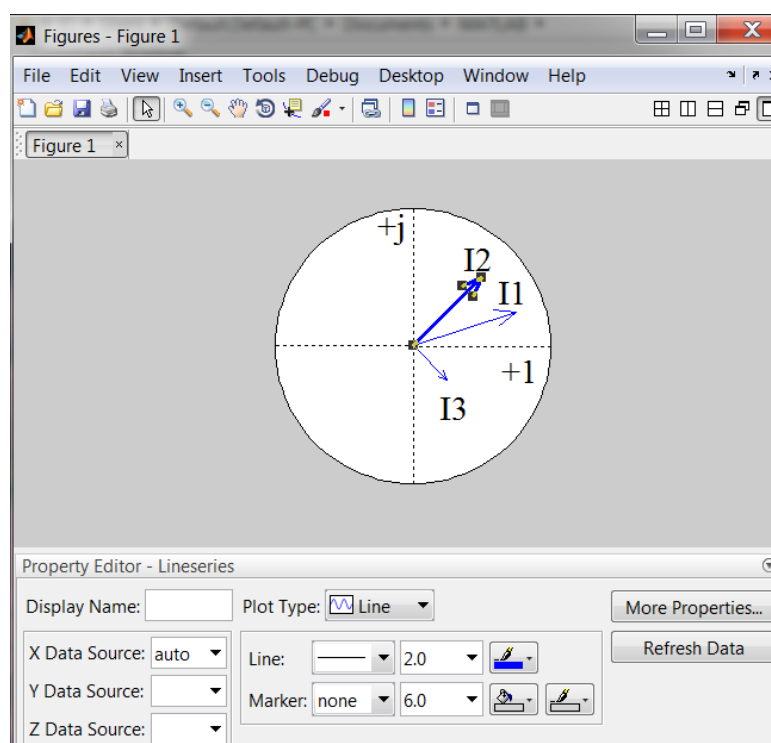 Figures - Figure 1
File Edit View Insert Tools Debug Desktop Window Help
Figure 1
+j
I2
I1
+1
I3
Property Editor - Lineseries
Display Name: Plot Type: Line More Properties...
X Data Source: auto Line: 2.0 Refresh Data
Y Data Source: Marker: none 6.0
Z Data Source: